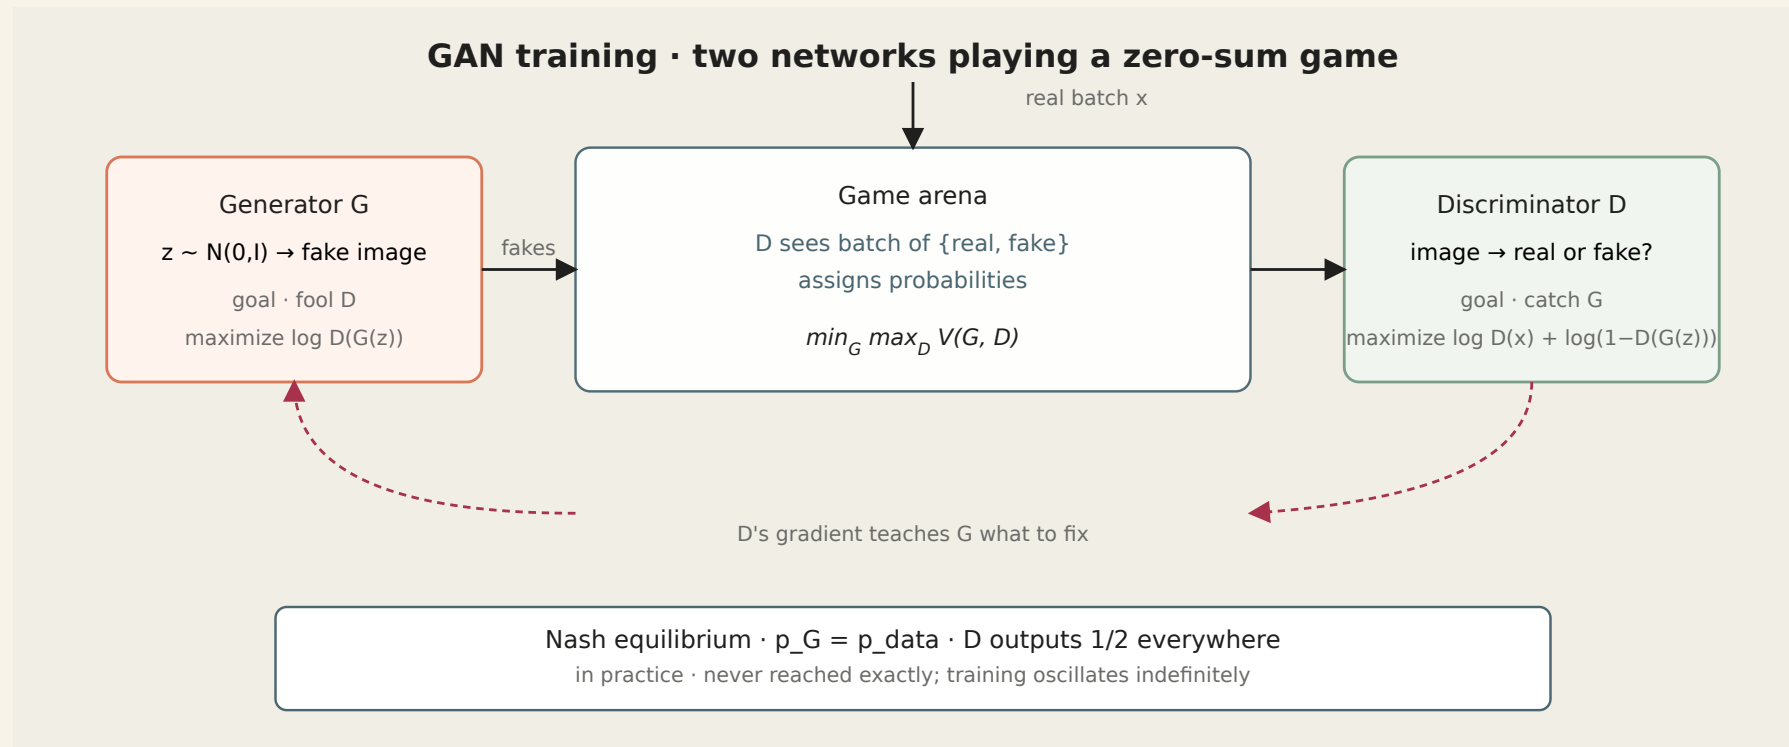 GAN training · two networks playing a zero-sum game
real batch x
Generator G
z ~ N(0,I) → fake image
goal · fool D
maximize log D(G(z))
fakes
Game arena
D sees batch of {real, fake}
assigns probabilities
min_G max_D V(G, D)
Discriminator D
image → real or fake?
goal · catch G
maximize log D(x) + log(1−D(G(z)))
D's gradient teaches G what to fix
Nash equilibrium · p_G = p_data · D outputs 1/2 everywhere
in practice · never reached exactly; training oscillates indefinitely